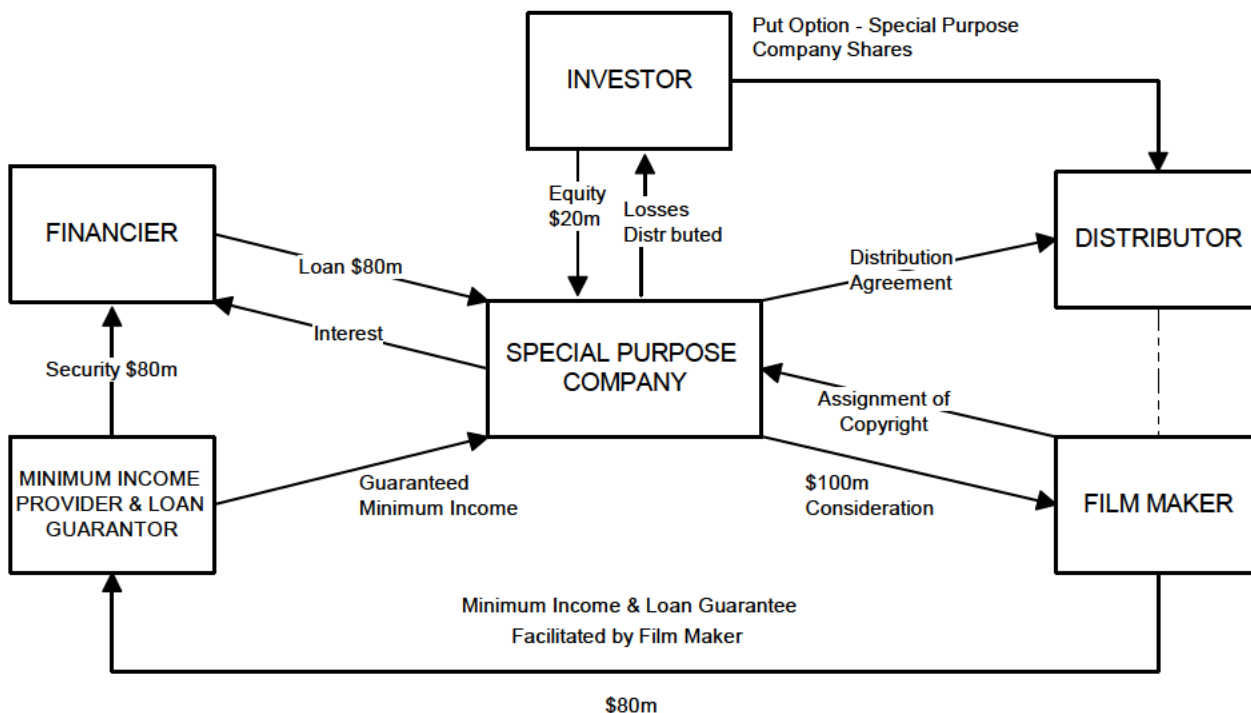 Put Option - Special Purpose
Company Shares
INVESTOR
FINANCIER
Equity
$20m
Losses
Distr buted
DISTRIBUTOR
Loan $80m
Distribution
Agreement
Interest
Security $80m
SPECIAL PURPOSE
COMPANY
Assignment of
Copyright
MINIMUM INCOME
PROVIDER & LOAN
GUARANTOR
Guaranteed
Minimum Income
$100m
Consideration
FILM MAKER
Minimum Income & Loan Guarantee
Facilitated by Film Maker
$80m